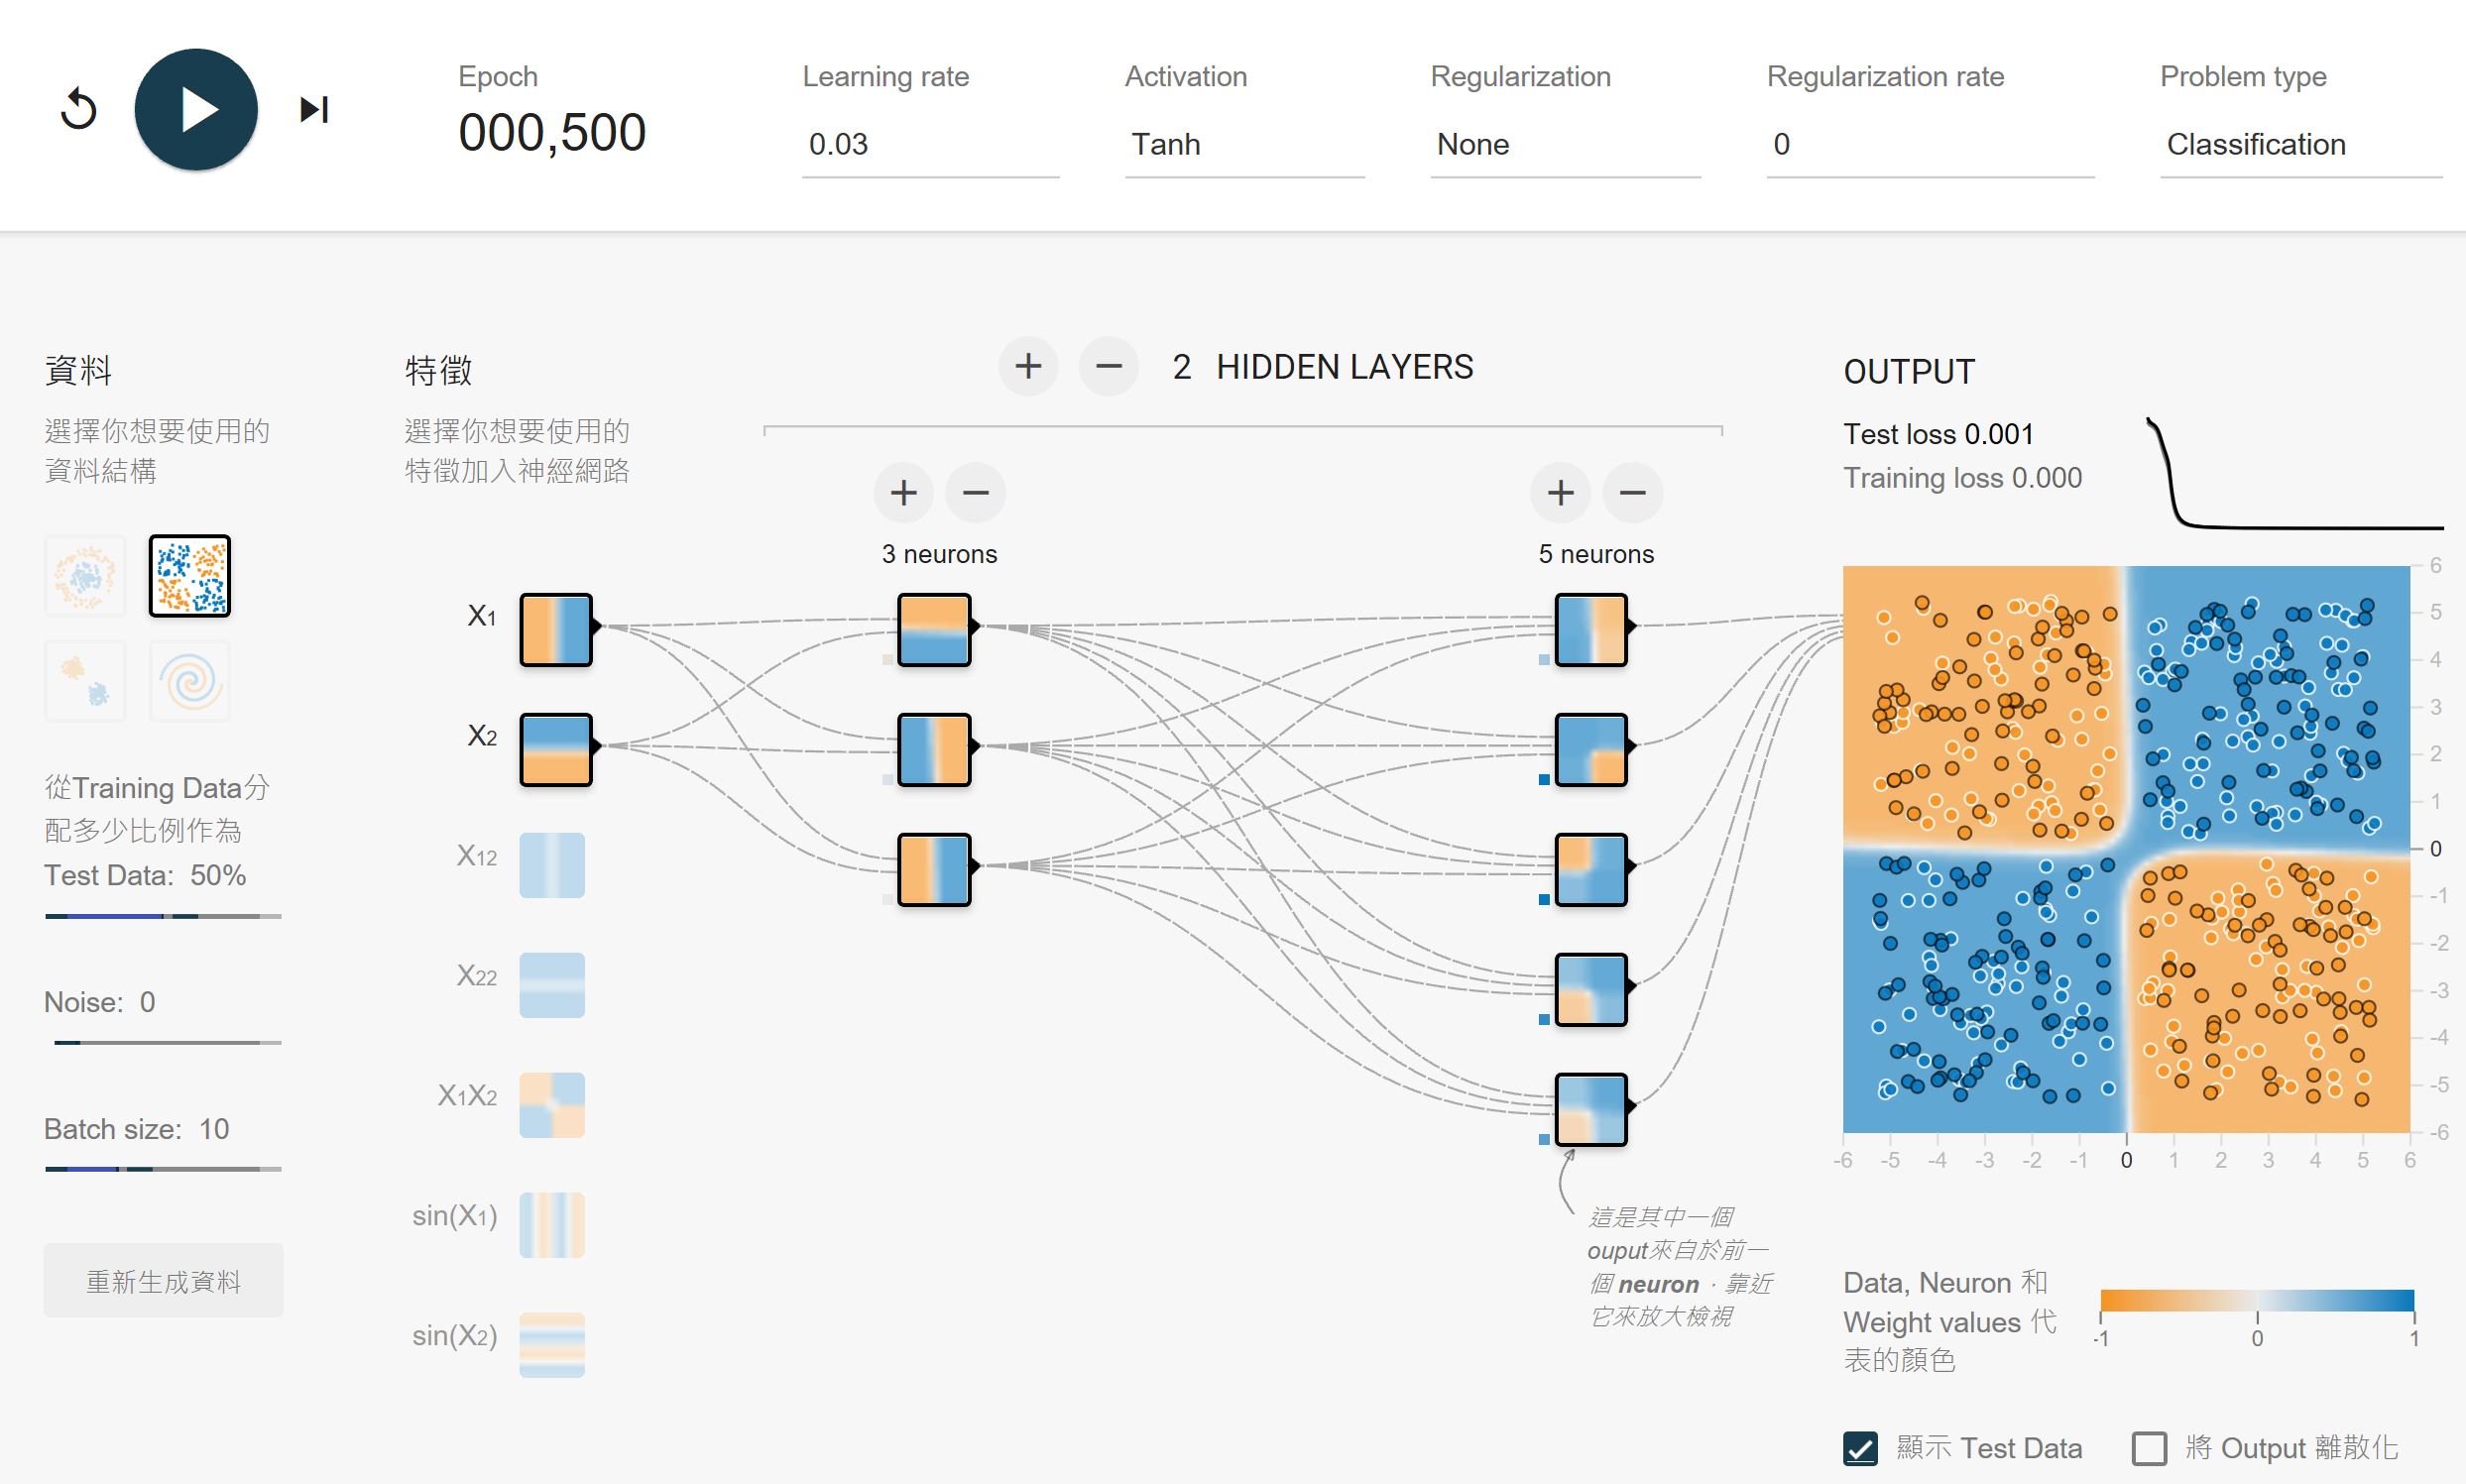 Epoch
000,500
Learning rate
0.03
Activation
Tanh
Regularization
None
Regularization rate
0
Problem type
Classification
資料
選擇你想要使用的
資料結構
從Training Data分
配多少比例作為
Test Data: 50%
Noise: 0
Batch size: 10
重新生成資料
特徵
選擇你想要使用的
特徵加入神經網路
X1
X2
X12
X22
X1X2
sin(X1)
sin(X2)
2 HIDDEN LAYERS
3 neurons
5 neurons
這是其中一個
ouput來自於前一
個 neuron，靠近
它來放大檢視
OUTPUT
Test loss 0.001
Training loss 0.000
6
5
4
3
2
1
0
-1
-2
-3
-4
-5
-6
-6 -5 -4 -3 -2 -1 0 1 2 3 4 5 6
Data, Neuron 和
Weight values 代
表的顏色
-1 0 1
顯示 Test Data
將 Output 離散化